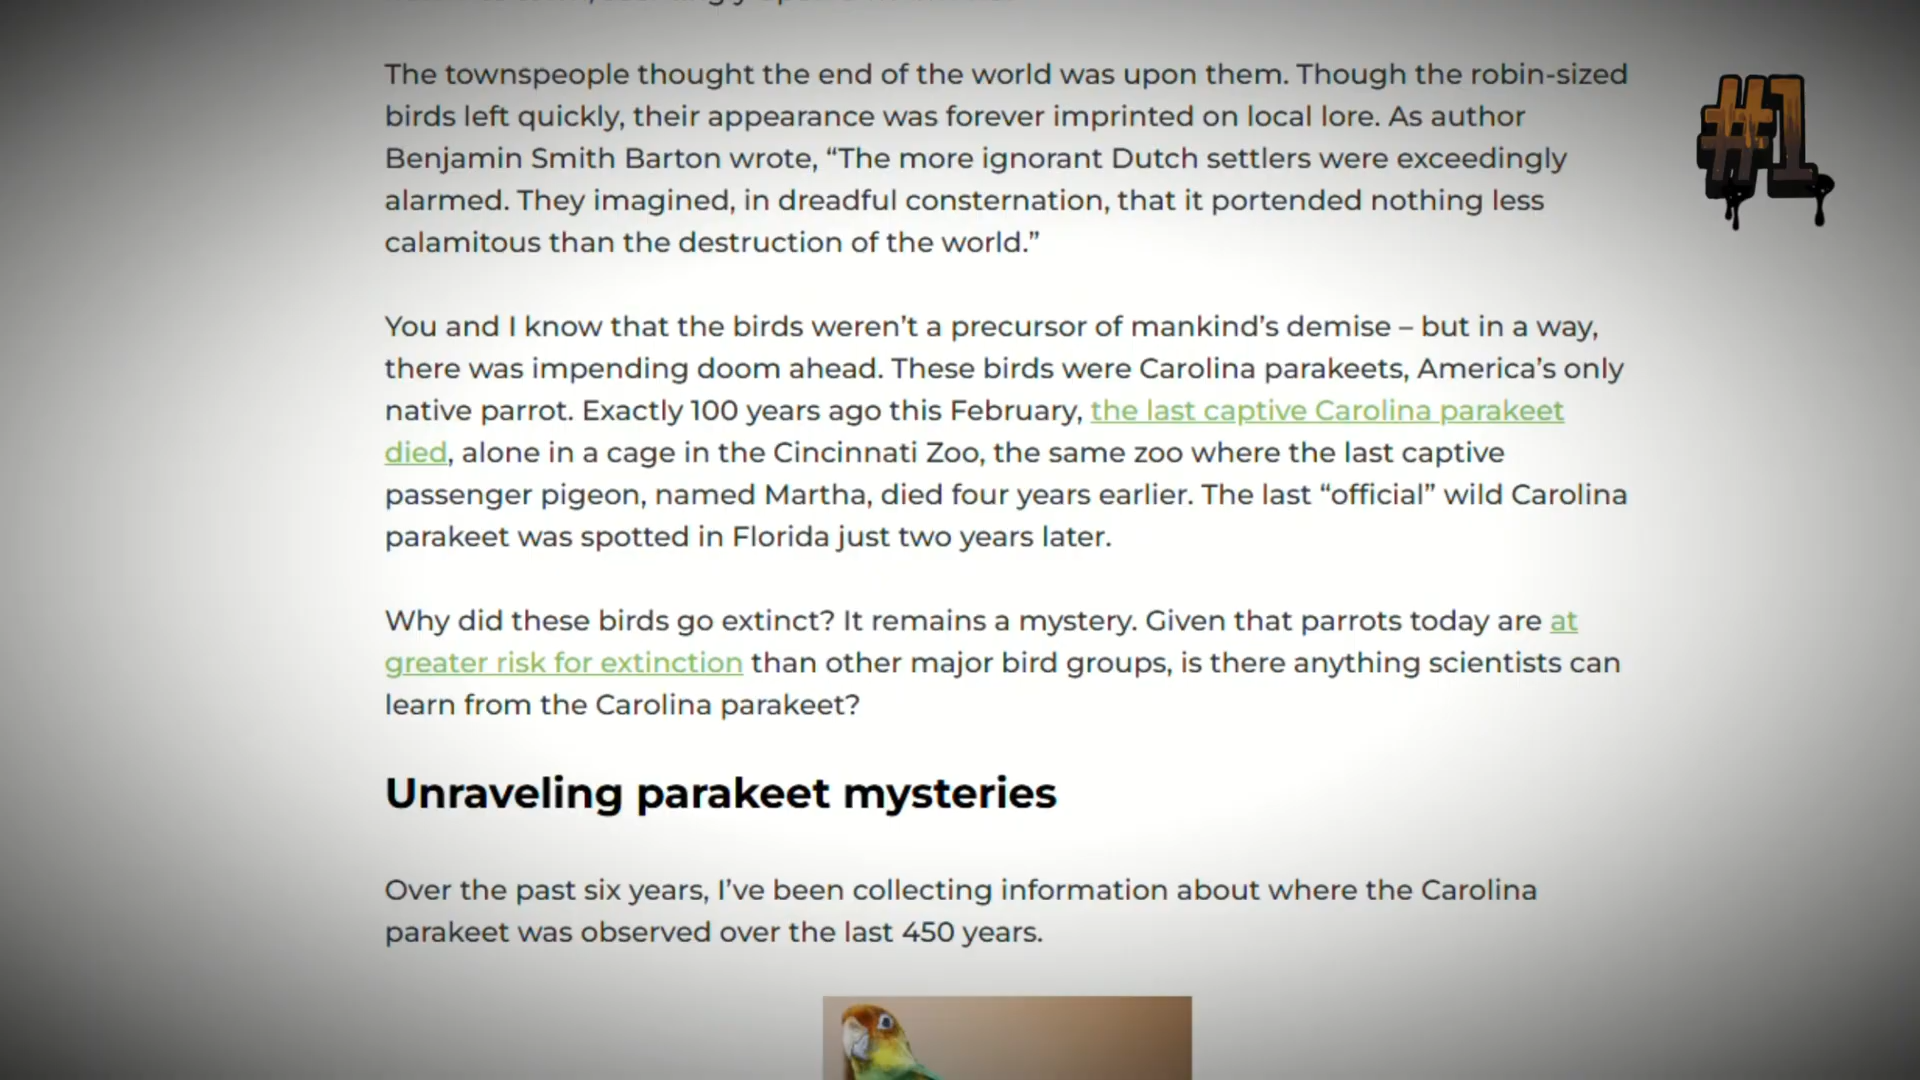 The townspeople thought the end of the world was upon them. Though the robin-sized
birds left quickly, their appearance was forever imprinted on local lore. As author
Benjamin Smith Barton wrote, “The more ignorant Dutch settlers were exceedingly
alarmed. They imagined, in dreadful consternation, that it portended nothing less
calamitous than the destruction of the world.”
#1
You and I know that the birds weren’t a precursor of mankind’s demise – but in a way,
there was impending doom ahead. These birds were Carolina parakeets, America’s only
native parrot. Exactly 100 years ago this February, the last captive Carolina parakeet
died, alone in a cage in the Cincinnati Zoo, the same zoo where the last captive
passenger pigeon, named Martha, died four years earlier. The last “official” wild Carolina
parakeet was spotted in Florida just two years later.
Why did these birds go extinct? It remains a mystery. Given that parrots today are at
greater risk for extinction than other major bird groups, is there anything scientists can
learn from the Carolina parakeet?
Unraveling parakeet mysteries
Over the past six years, I’ve been collecting information about where the Carolina
parakeet was observed over the last 450 years.